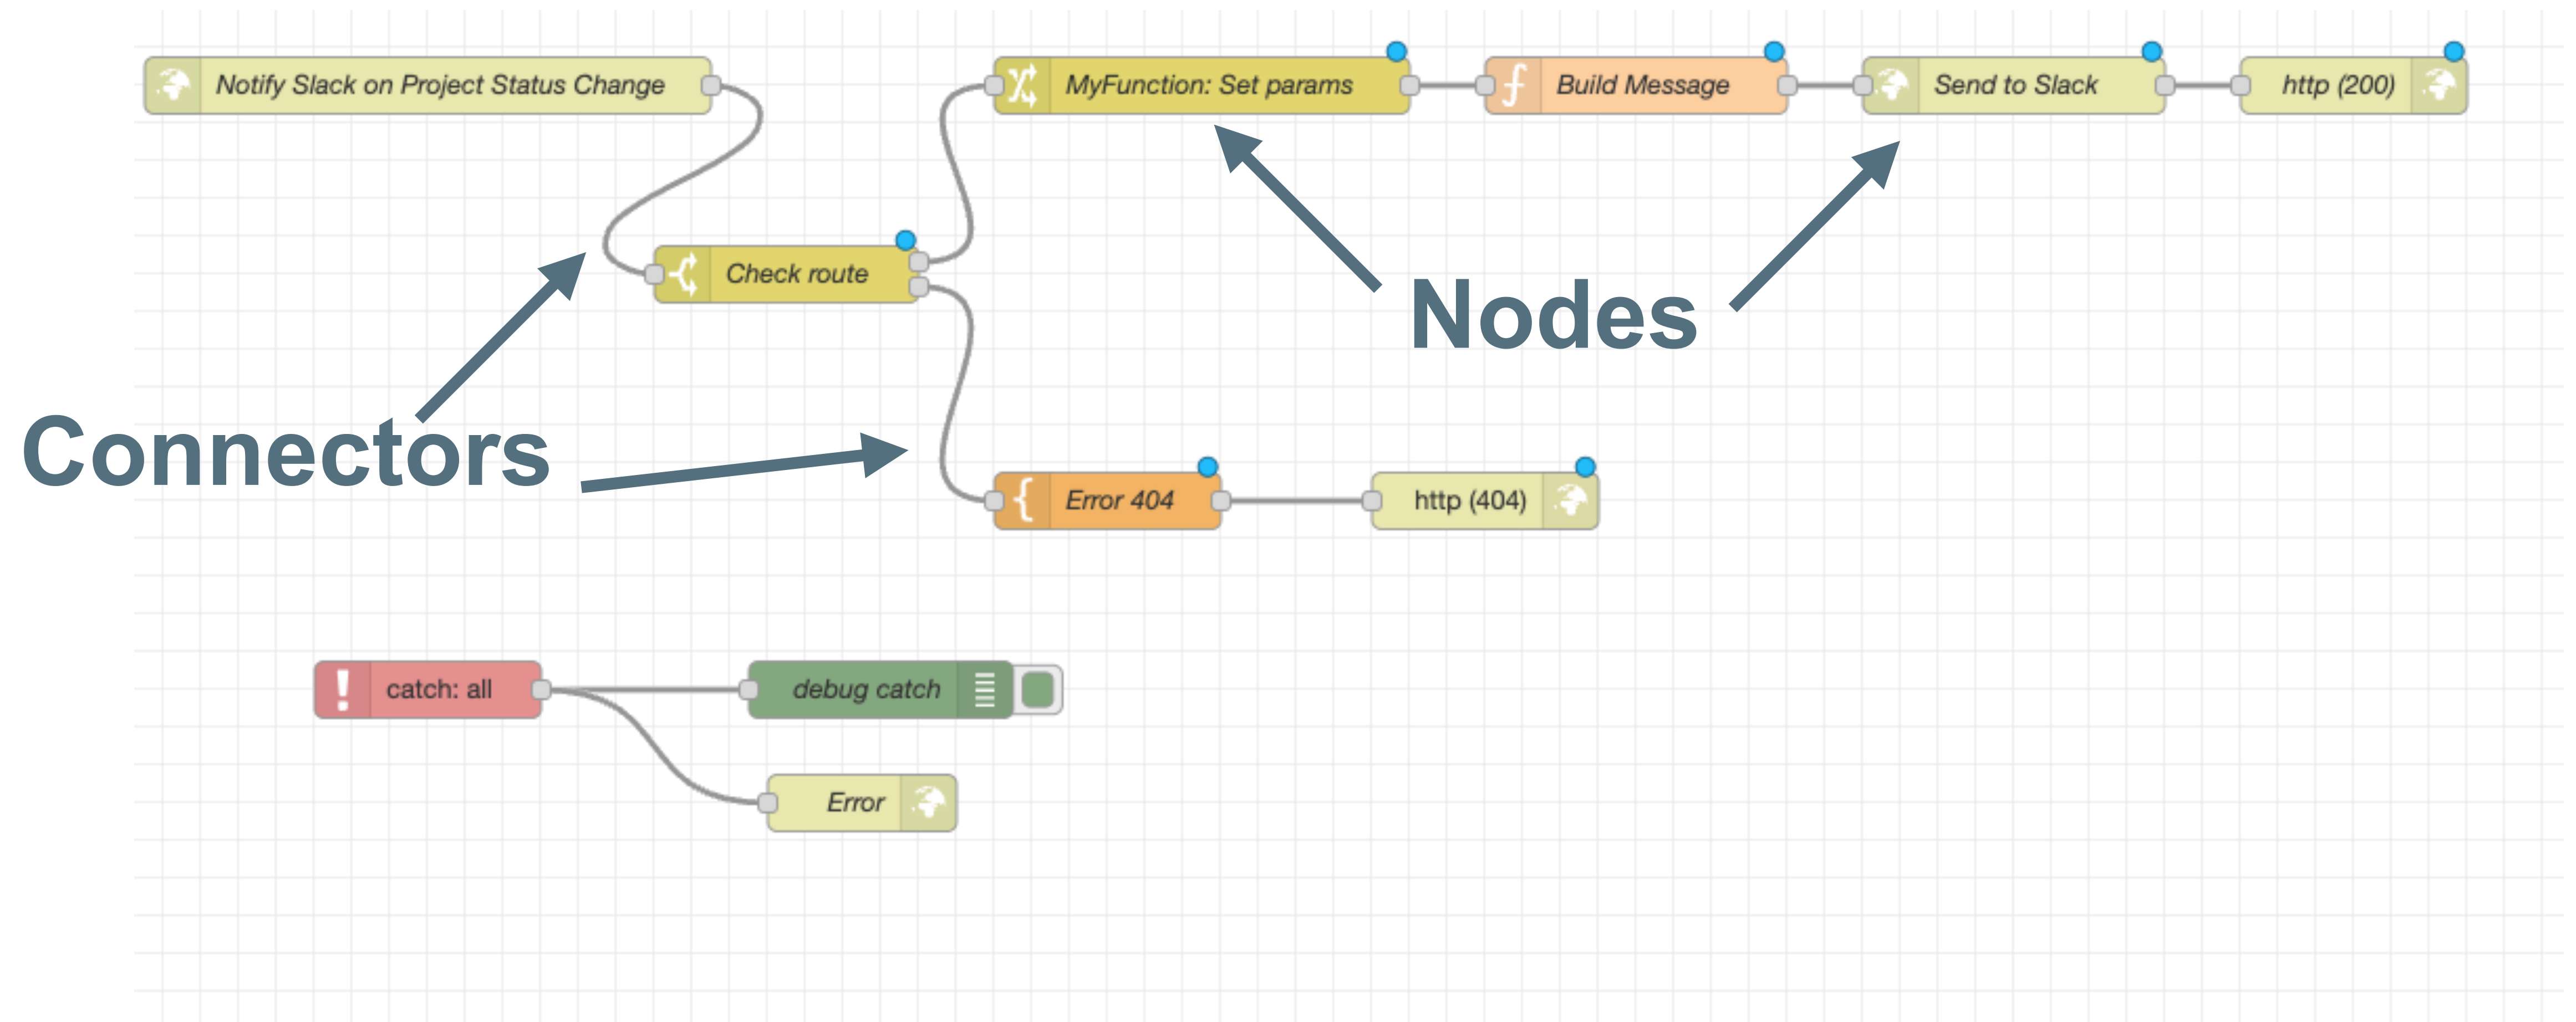 Notify Slack on Project Status Change
MyFunction: Set params
Build Message
Send to Slack
http (200)
Check route
Nodes
Connectors
Error 404
http (404)
catch: all
debug catch
Error